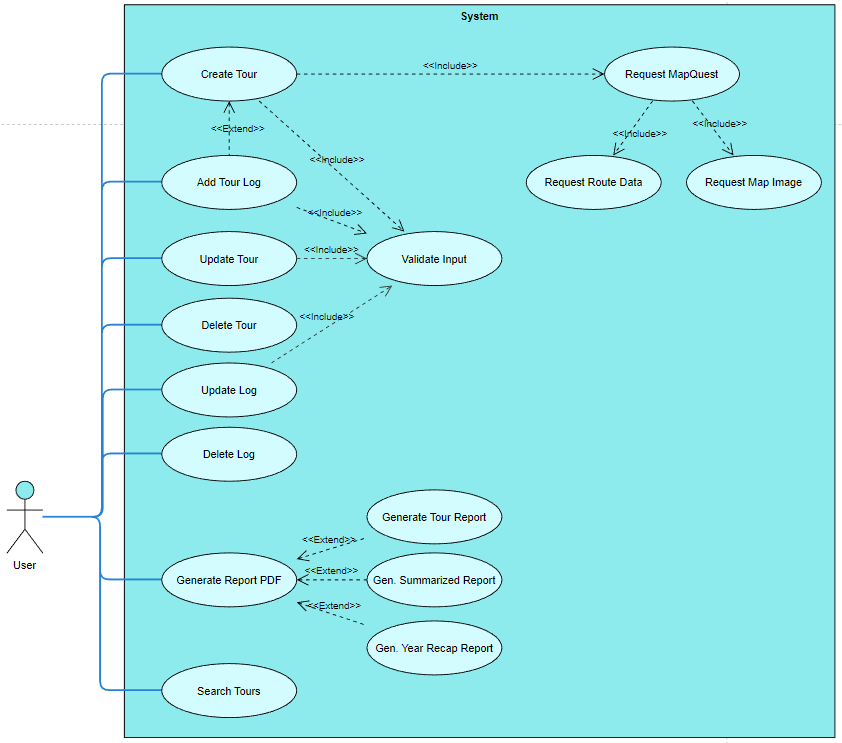 System
Create Tour
<<Include>>
Request MapQuest
<<Extend>>
<<Include>>
<<Include>>
<<Include>>
Add Tour Log
Request Route Data
Request Map Image
<<Include>>
Update Tour
<<Include>>
Validate Input
Delete Tour
<<Include>>
Update Log
Delete Log
Generate Tour Report
<<Extend>>
Generate Report PDF
<<Extend>>
Gen. Summarized Report
<<Extend>>
Gen. Year Recap Report
Search Tours
User